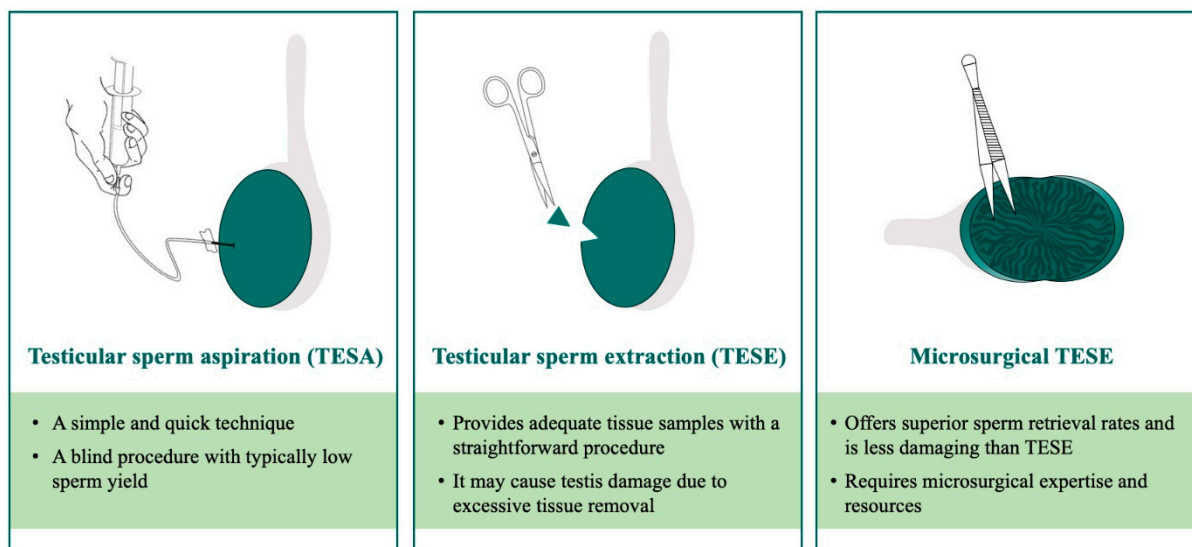 Testicular sperm aspiration (TESA)
• A simple and quick technique
• A blind procedure with typically low
sperm yield
Testicular sperm extraction (TESE)
• Provides adequate tissue samples with a
straightforward procedure
• It may cause testis damage due to
excessive tissue removal
Microsurgical TESE
• Offers superior sperm retrieval rates and
is less damaging than TESE
• Requires microsurgical expertise and
resources